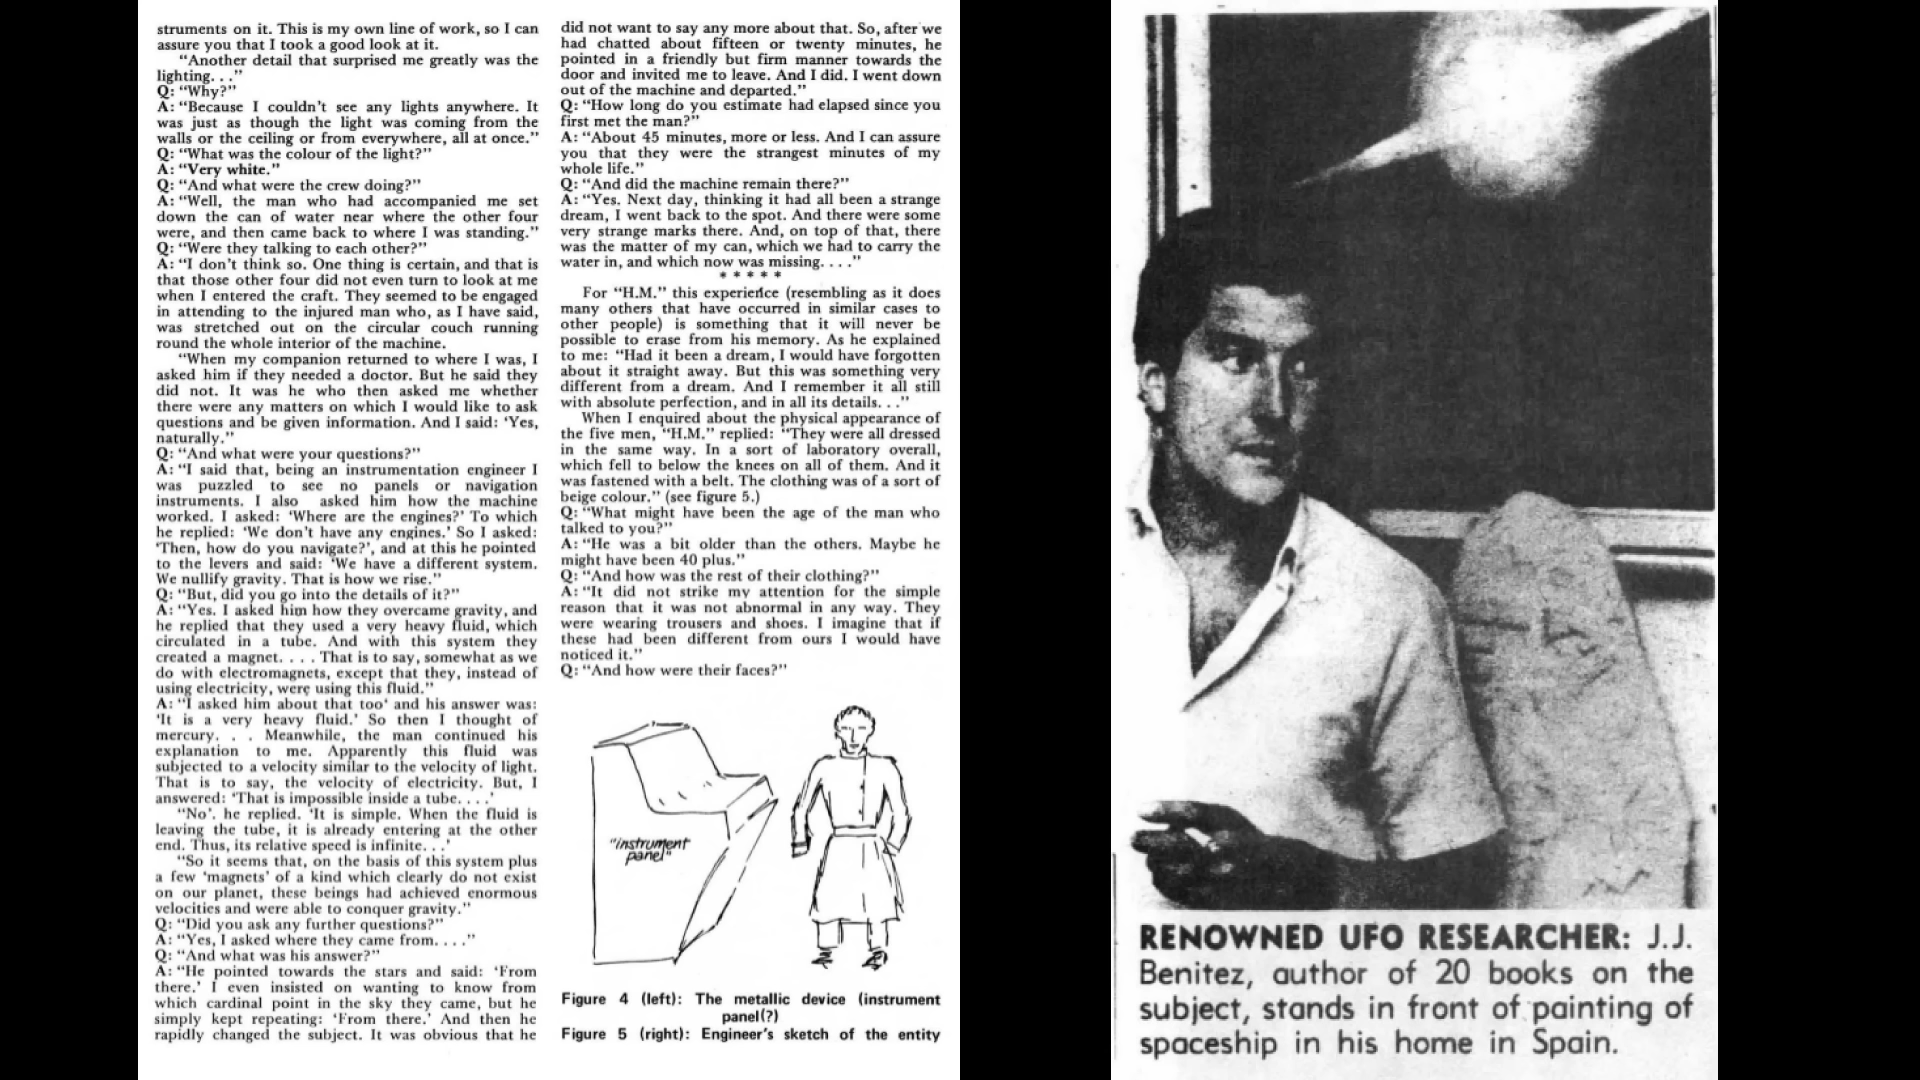 struments on it. This is my own line of work, so I can
assure you that I took a good look at it.
“Another detail that surprised me greatly was the
lighting. . .”
Q: “Why?”
A: “Because I couldn’t see any lights anywhere. It
was just as though the light was coming from the
walls or the ceiling or from everywhere, all at once.”
Q: “What was the colour of the light?”
A: “Very white.”
Q: “And what were the crew doing?”
A: “Well, the man who had accompanied me set
down the can of water near where the other four
were, and then came back to where I was standing.”
Q: “Were they talking to each other?”
A: “I don’t think so. One thing is certain, and that is
that those other four did not even turn to look at me
when I entered the craft. They seemed to be engaged
in attending to the injured man who, as I have said,
was stretched out on the circular couch running
round the whole interior of the machine.
“When my companion returned to where I was, I
asked him if they needed a doctor. But he said they
did not. It was he who then asked me whether
there were any matters on which I would like to ask
questions and be given information. And I said: ‘Yes,
naturally.”
Q: “And what were your questions?”
A: “I said that, being an instrumentation engineer I
was puzzled to see no panels or navigation
instruments. I also asked him how the machine
worked. I asked: ‘Where are the engines?’ To which
he replied: ‘We don’t have any engines.’ So I asked:
‘Then, how do you navigate?’, and at this he pointed
to the levers and said: ‘We have a different system.
We nullify gravity. That is how we rise.”
Q: “But, did you go into the details of it?”
A: “Yes. I asked him how they overcame gravity, and
he replied that they used a very heavy fluid, which
circulated in a tube. And with this system they
created a magnet. . . . That is to say, somewhat as we
do with electromagnets, except that they, instead of
using electricity, were using this fluid.”
A: “I asked him about that too’ and his answer was:
‘It is a very heavy fluid.’ So then I thought of
mercury. . . Meanwhile, the man continued his
explanation to me. Apparently this fluid was
subjected to a velocity similar to the velocity of light.
That is to say, the velocity of electricity. But, I
answered: ‘That is impossible inside a tube. . . .’
“No’. he replied. ‘It is simple. When the fluid is
leaving the tube, it is already entering at the other
end. Thus, its relative speed is infinite. . .’
“So it seems that, on the basis of this system plus
a few ‘magnets’ of a kind which clearly do not exist
on our planet, these beings had achieved enormous
velocities and were able to conquer gravity.”
Q: “Did you ask any further questions?”
A: “Yes, I asked where they came from. . . .”
Q: “And what was his answer?”
A: “He pointed towards the stars and said: ‘From
there.’ I even insisted on wanting to know from
which cardinal point in the sky they came, but he
simply kept repeating: ‘From there.’ And then he
rapidly changed the subject. It was obvious that he
did not want to say any more about that. So, after we
had chatted about fifteen or twenty minutes, he
pointed in a friendly but firm manner towards the
door and invited me to leave. And I did. I went down
out of the machine and departed.”
Q: “How long do you estimate had elapsed since you
first met the man?”
A: “About 45 minutes, more or less. And I can assure
you that they were the strangest minutes of my
whole life.”
Q: “And did the machine remain there?”
A: “Yes. Next day, thinking it had all been a strange
dream, I went back to the spot. And there were some
very strange marks there. And, on top of that, there
was the matter of my can, which we had to carry the
water in, and which now was missing. . . .”
* * * * *
For “H.M.” this experience (resembling as it does
many others that have occurred in similar cases to
other people) is something that it will never be
possible to erase from his memory. As he explained
to me: “Had it been a dream, I would have forgotten
about it straight away. But this was something very
different from a dream. And I remember it all still
with absolute perfection, and in all its details. . .”
When I enquired about the physical appearance of
the five men, “H.M.” replied: “They were all dressed
in the same way. In a sort of laboratory overall,
which fell to below the knees on all of them. And it
was fastened with a belt. The clothing was of a sort of
beige colour.” (see figure 5.)
Q: “What might have been the age of the man who
talked to you?”
A: “He was a bit older than the others. Maybe he
might have been 40 plus.”
Q: “And how was the rest of their clothing?”
A: “It did not strike my attention for the simple
reason that it was not abnormal in any way. They
were wearing trousers and shoes. I imagine that if
these had been different from ours I would have
noticed it.”
Q: “And how were their faces?”
“instrument
panel”
Figure 4 (left): The metallic device (instrument
panel(?)
Figure 5 (right): Engineer’s sketch of the entity
RENOWNED UFO RESEARCHER: J.J.
Benitez, author of 20 books on the
subject, stands in front of painting of
spaceship in his home in Spain.